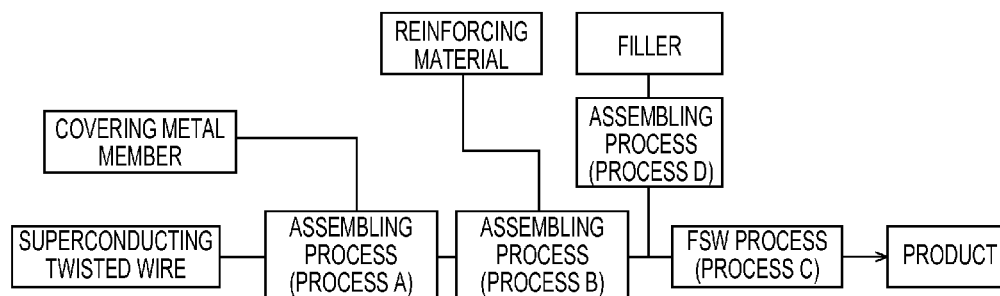 REINFORCING
MATERIAL
FILLER
COVERING METAL
MEMBER
ASSEMBLING
PROCESS
(PROCESS D)
SUPERCONDUCTING
TWISTED WIRE
ASSEMBLING
PROCESS
(PROCESS A)
ASSEMBLING
PROCESS
(PROCESS B)
FSW PROCESS
(PROCESS C)
PRODUCT